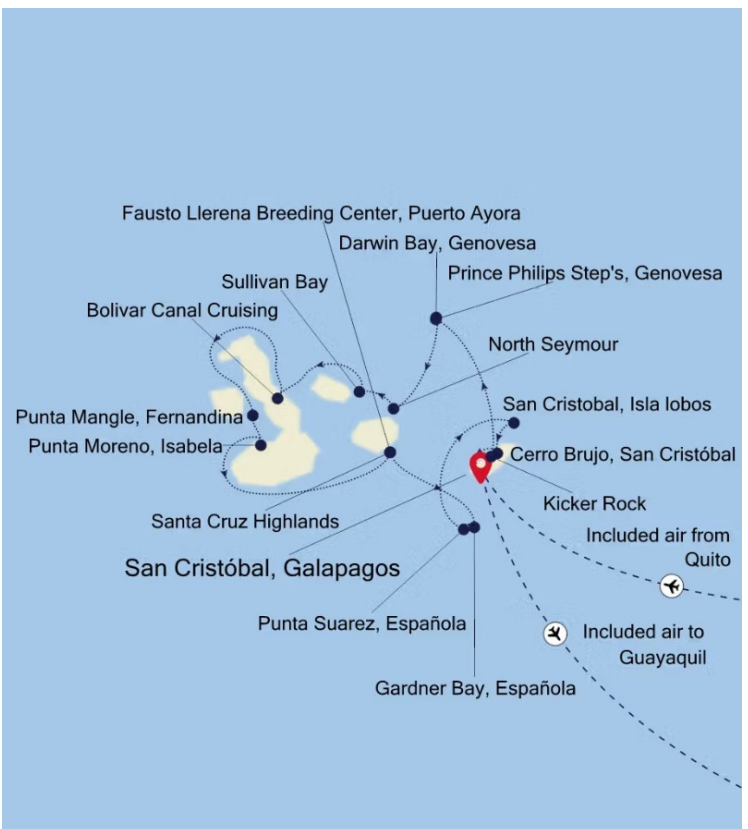 Fausto Llerena Breeding Center, Puerto Ayora
Darwin Bay, Genovesa
Prince Philips Step's, Genovesa
Sullivan Bay
Bolivar Canal Cruising
North Seymour
San Cristobal, Isla lobos
Punta Mangle, Fernandina
Punta Moreno, Isabela
Cerro Brujo, San Cristóbal
Kicker Rock
Santa Cruz Highlands
Included air from
Quito
San Cristóbal, Galapagos
Punta Suarez, Española
Included air to
Guayaquil
Gardner Bay, Española